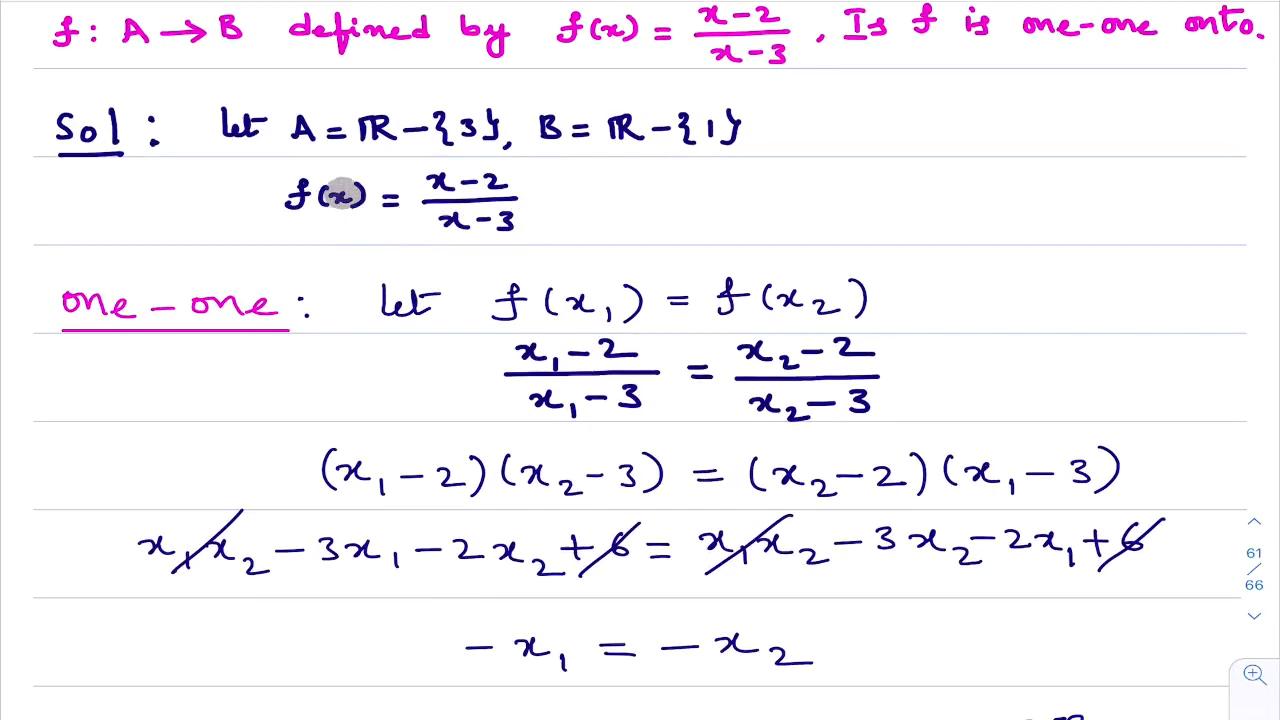 f : A → B defined by f(x) = (x-2)/(x-3) , Is f is one-one onto.
Sol : let A = ℝ - {3}, B = ℝ - {1}
f(x) = (x-2)/(x-3)
one - one : let f(x₁) = f(x₂)
(x₁-2)/(x₁-3) = (x₂-2)/(x₂-3)
(x₁-2)(x₂-3) = (x₂-2)(x₁-3)
x₁x₂ - 3x₁ - 2x₂ + 6 = x₁x₂ - 3x₂ - 2x₁ + 6
- x₁ = - x₂
61
/
66